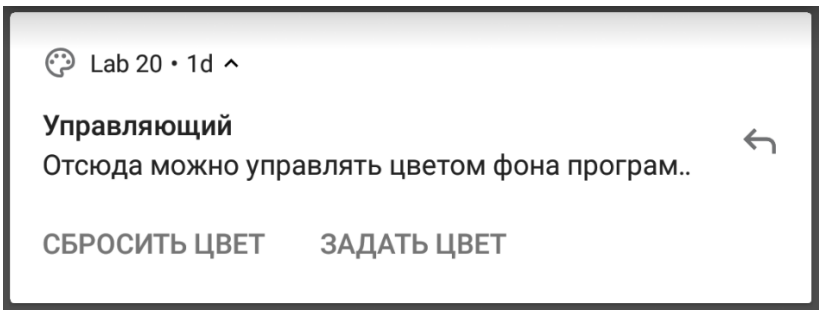 Lab 20 • 1d
Управляющий
Отсюда можно управлять цветом фона програм..
СБРОСИТЬ ЦВЕТ ЗАДАТЬ ЦВЕТ